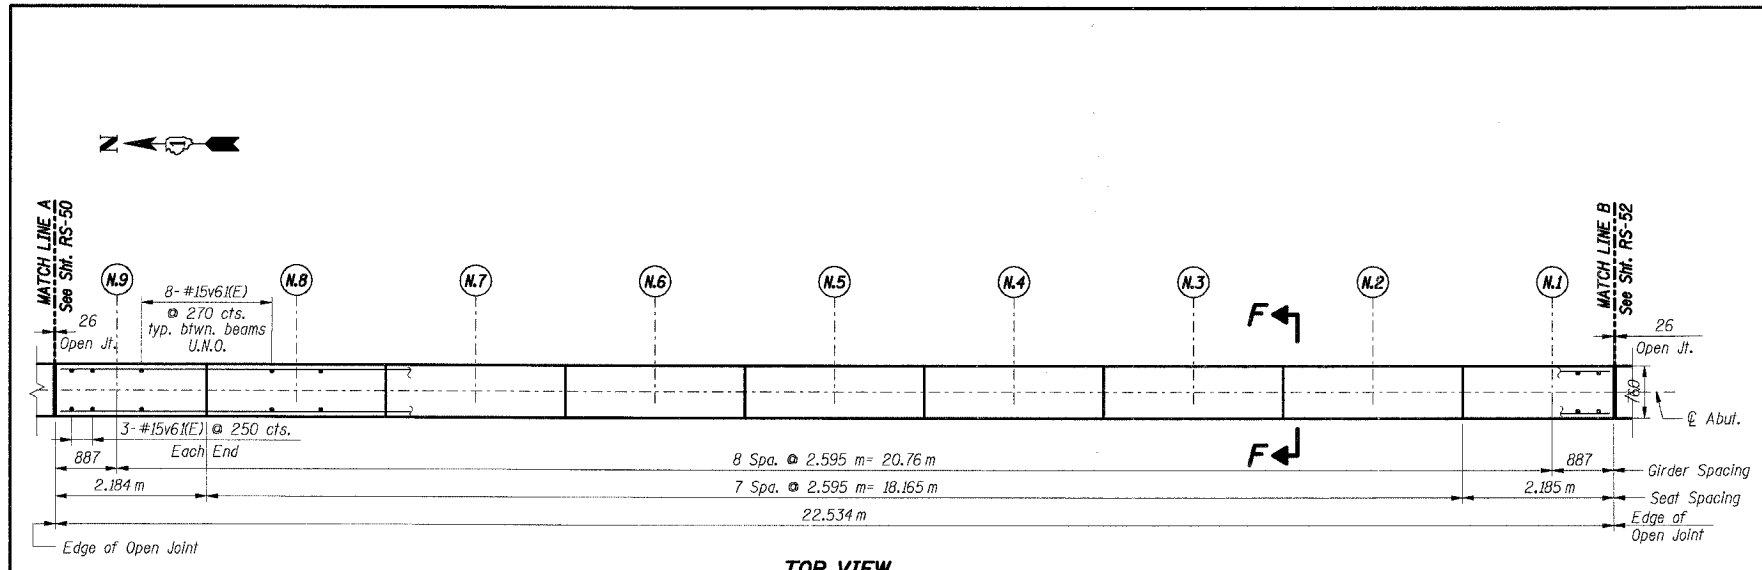 N
MATCH LINE A
See Sht. RS-50
MATCH LINE B
See Sht. RS-52
N.9
N.8
N.7
N.6
N.5
N.4
N.3
N.2
N.1
8- #15v61(E)
@ 270 cts.
typ. btwn. beams
U.N.O.
26
Open Jt.
F
26
Open Jt.
760
℄ Abut.
3- #15v61(E) @ 250 cts.
Each End
F
887
8 Spa. @ 2.595 m= 20.76 m
887
Girder Spacing
2.184 m
7 Spa. @ 2.595 m= 18.165 m
2.185 m
Seat Spacing
22.534 m
Edge of
Open Joint
Edge of Open Joint
TOP VIEW